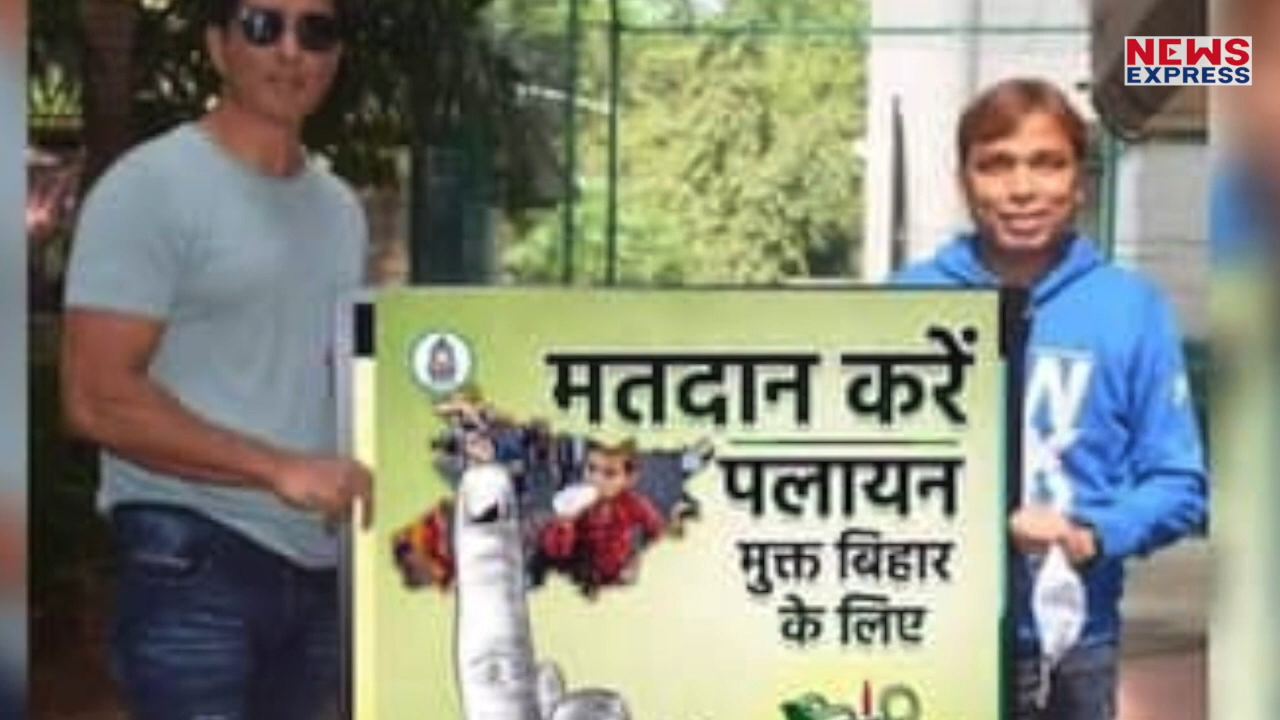 NEWS
EXPRESS
मतदान करें
पलायन
मुक्त बिहार
के लिए